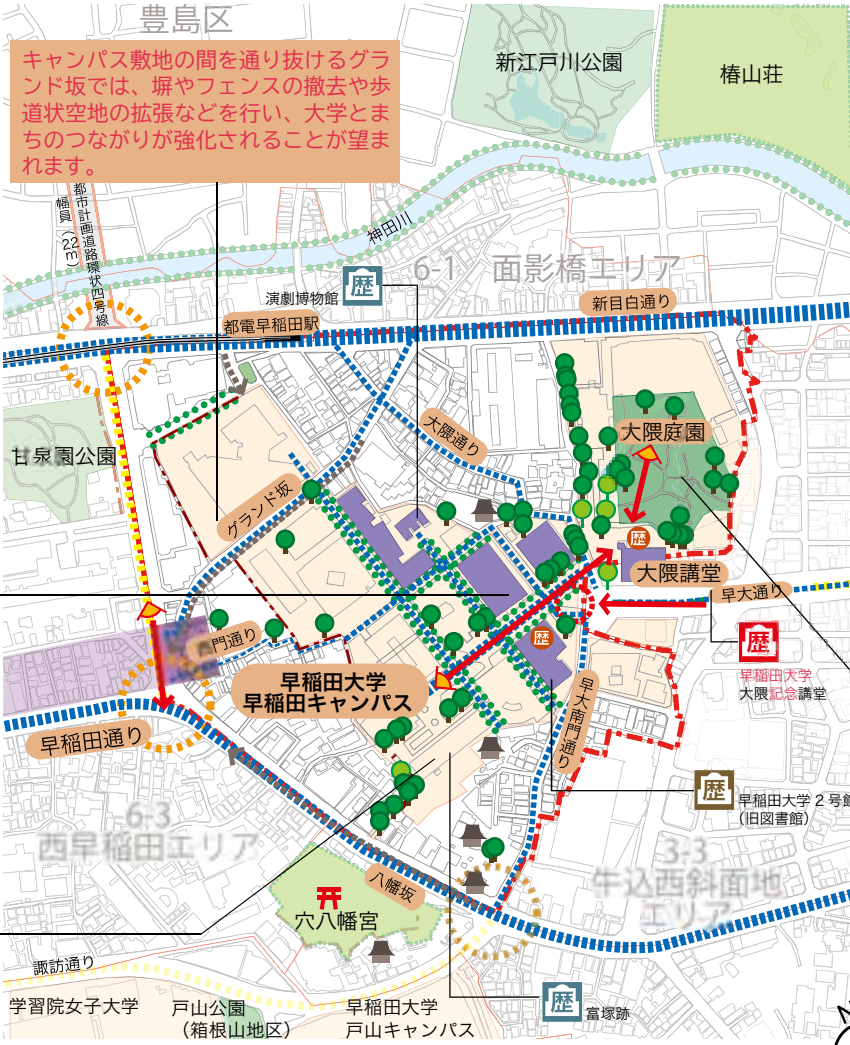 豊島区
キャンパス敷地の間を通り抜けるグラ
ンド坂では、塀やフェンスの撤去や歩
道状空地の拡張などを行い、大学とま
ちのつながりが強化されることが望ま
れます。
新江戸川公園
椿山荘
都市計画道路環状四号線
幅員（22m）
神田川
6-1 面影橋エリア
歴
演劇博物館
新目白通り
都電早稲田駅
大隈通り
大隈庭園
甘泉園公園
グランド坂
歴
大隈講堂
早大通り
西門通り
歴
歴
早稲田大学
大隈記念講堂
早稲田大学
早稲田キャンパス
早大南門通り
早稲田通り
歴
早稲田大学２号館
（旧図書館）
6-3
西早稲田エリア
3-3
牛込西斜面地
エリア
八幡坂
穴八幡宮
諏訪通り
学習院女子大学
戸山公園
（箱根山地区）
早稲田大学
戸山キャンパス
歴
富塚跡